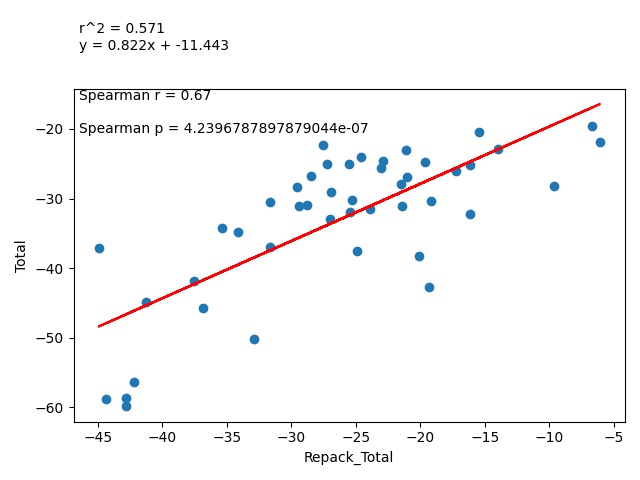 r^2 = 0.571
y = 0.822x + -11.443
Spearman r = 0.67
Spearman p = 4.2396787897879044e-07
−20
−30
−40
−50
−60
Total
−45
−40
−35
−30
−25
−20
−15
−10
−5
Repack_Total